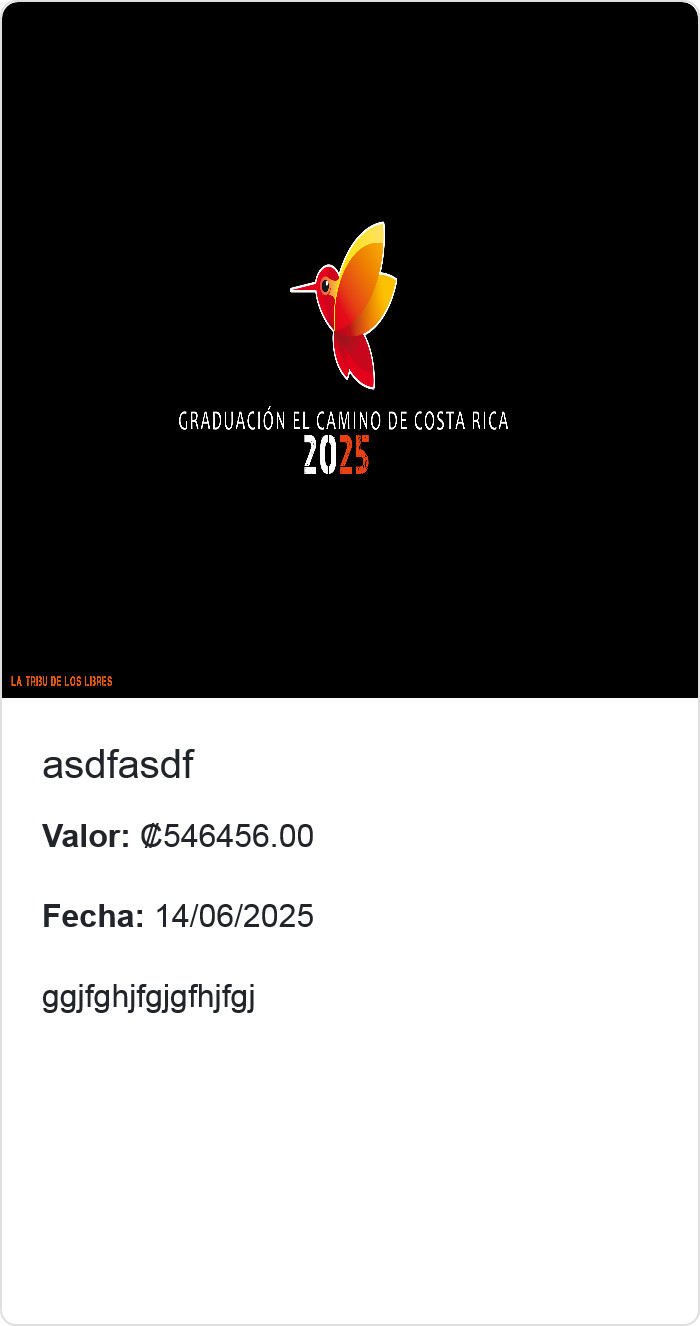 GRADUACIÓN EL CAMINO DE COSTA RICA
2025
LA TRIBU DE LOS LIBRES
asdfasdf
Valor: ₡546456.00
Fecha: 14/06/2025
ggjfghjfgjgfhjfgj